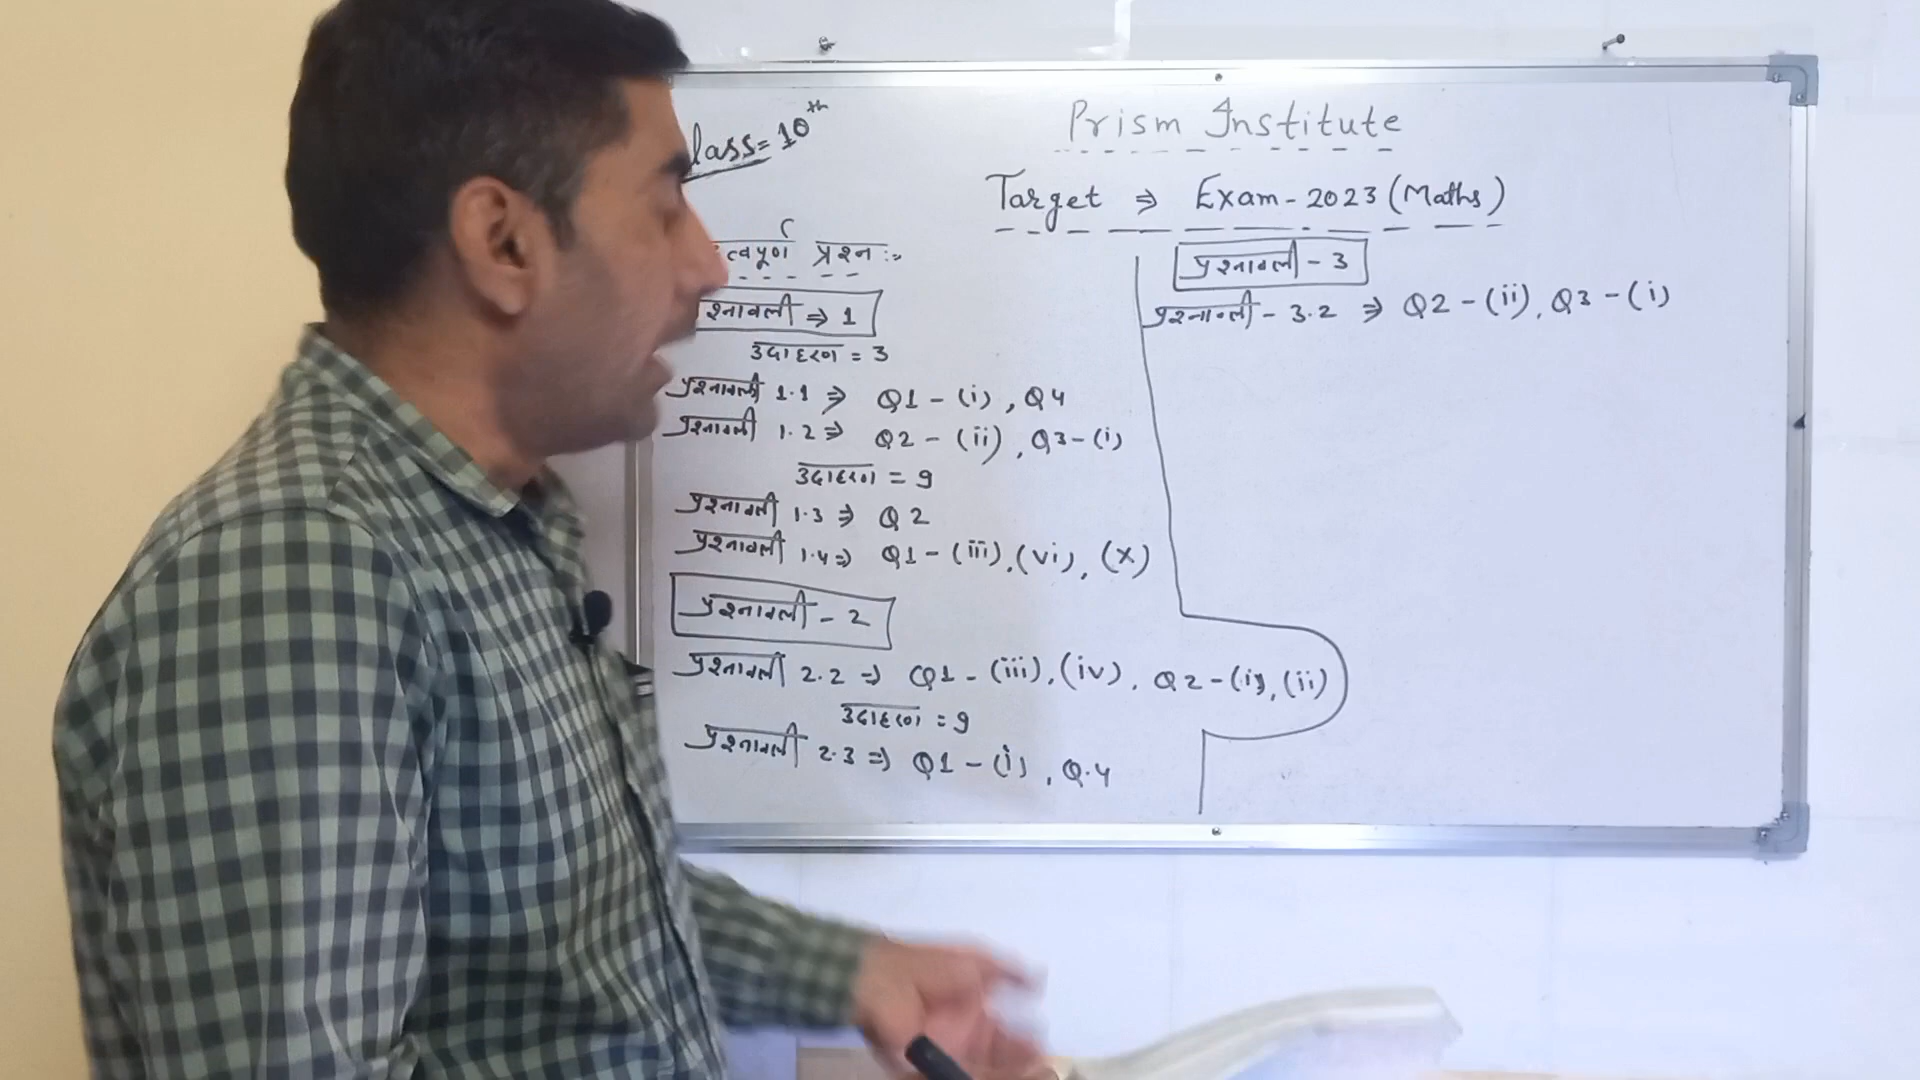 Prism Institute
lass = 10th
Target ⇒ Exam - 2023 (Maths)
त्वपूर्ण प्रश्न :-
श्नावली ⇒ 1
उदाहरण = 3
प्रश्नावली 1.1 ⇒ Q1 - (i) , Q4
प्रश्नावली 1.2 ⇒ Q2 - (ii) , Q3 - (i)
उदाहरण = 9
प्रश्नावली 1.3 ⇒ Q 2
प्रश्नावली 1.4 ⇒ Q1 - (iii), (vi), (x)
प्रश्नावली - 2
प्रश्नावली 2.2 ⇒ Q1 - (iii), (iv), Q2 - (i), (ii)
उदाहरण = 9
प्रश्नावली 2.3 ⇒ Q1 - (i) , Q.4
प्रश्नावली - 3
प्रश्नावली - 3.2 ⇒ Q2 - (ii), Q3 - (i)